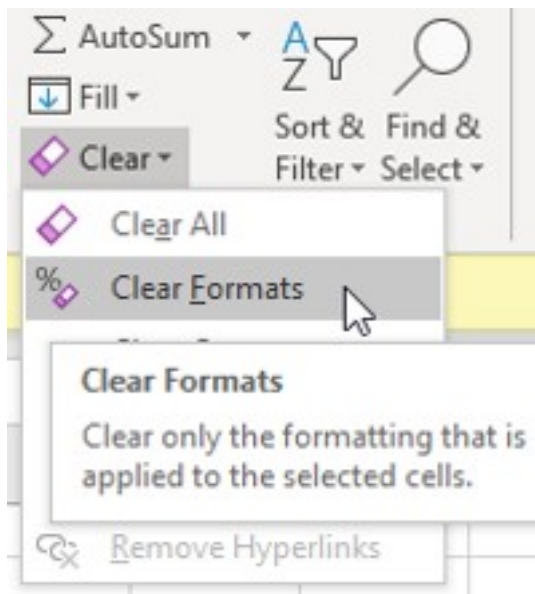 AutoSum
Fill
Clear
Sort &
Filter
Find &
Select
Clear All
Clear Formats
Clear Formats
Clear only the formatting that is
applied to the selected cells.
Remove Hyperlinks